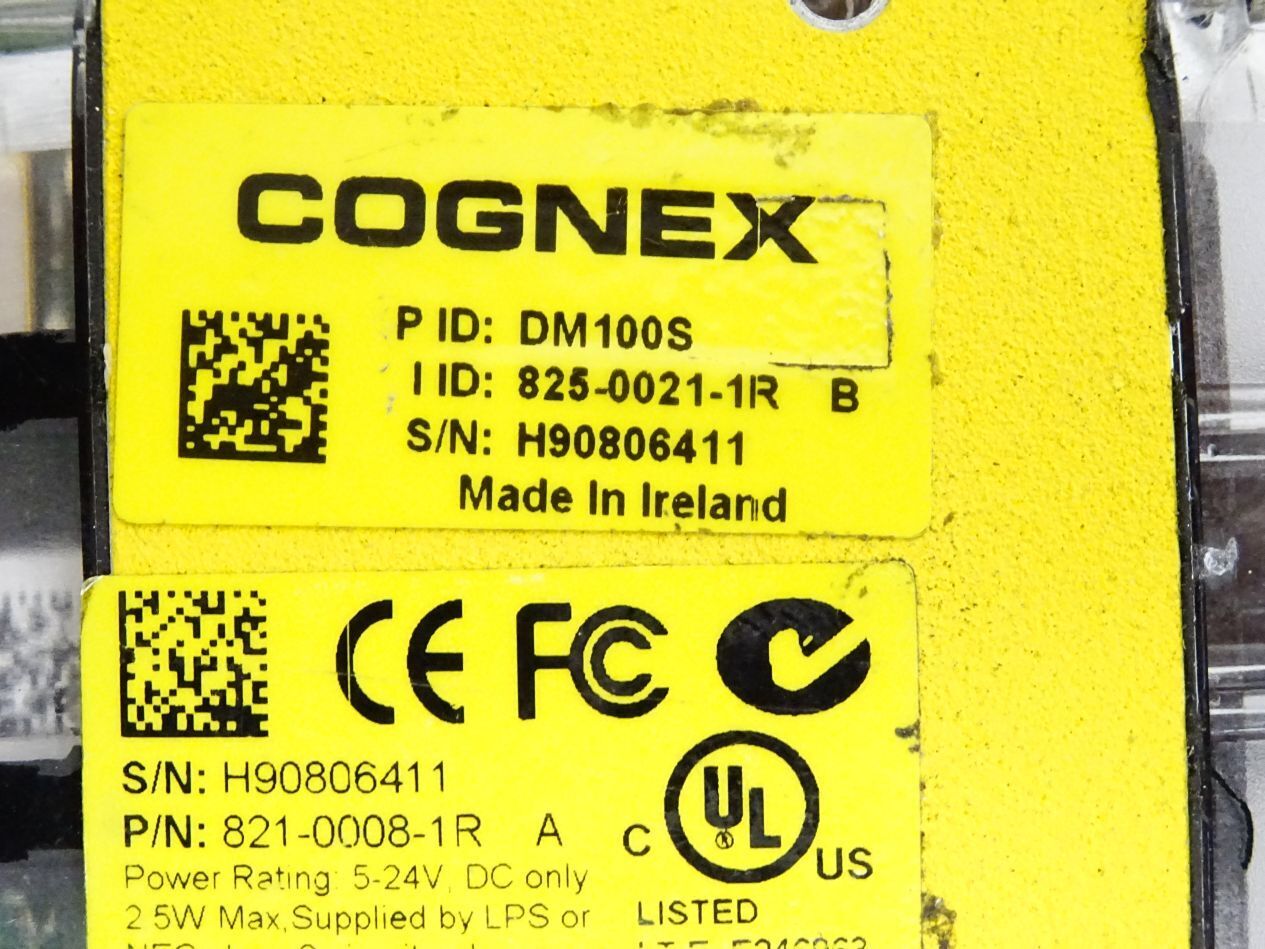 COGNEX
P ID: DM100S
I ID: 825-0021-1R B
S/N: H90806411
Made In Ireland
CE FC
S/N: H90806411
P/N: 821-0008-1R A
C UL US
Power Rating: 5-24V, DC only
2.5W Max,Supplied by LPS or
LISTED